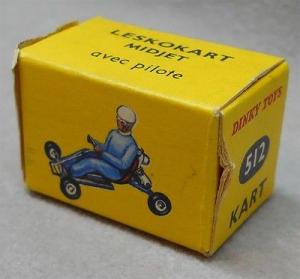 LESKOKART
MIDJET
avec pilote
DINKY TOYS
512
KART